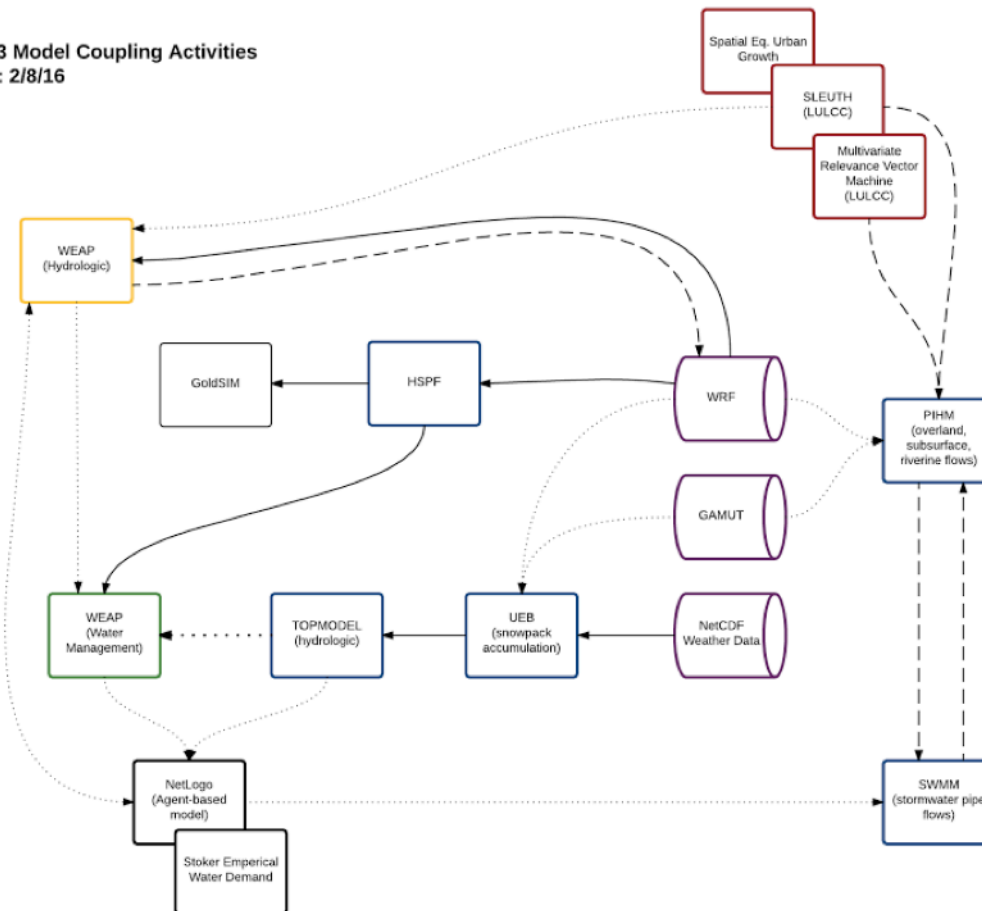 3 Model Coupling Activities
: 2/8/16
Spatial Eq. Urban
Growth
SLEUTH
(LULCC)
Multivariate
Relevance Vector
Machine
(LULCC)
WEAP
(Hydrologic)
GoldSIM
HSPF
WRF
PIHM
(overland,
subsurface,
riverine flows)
GAMUT
WEAP
(Water
Management)
TOPMODEL
(hydrologic)
UEB
(snowpack
accumulation)
NetCDF
Weather Data
NetLogo
(Agent-based
model)
SWMM
(stormwater pipe
flows)
Stoker Emperical
Water Demand